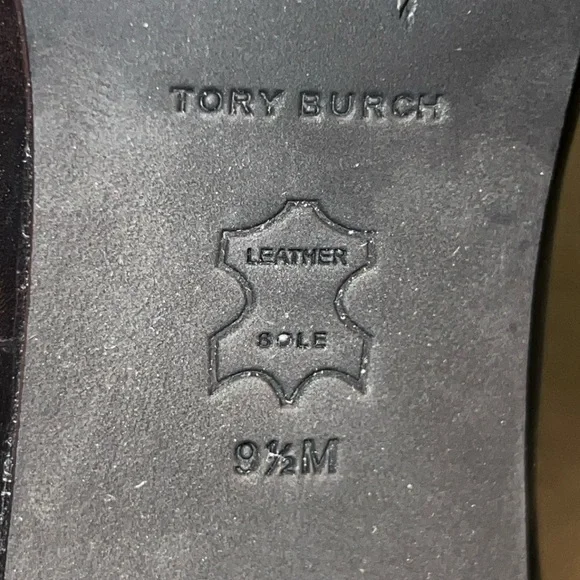 TORY BURCH
LEATHER
SOLE
9½M